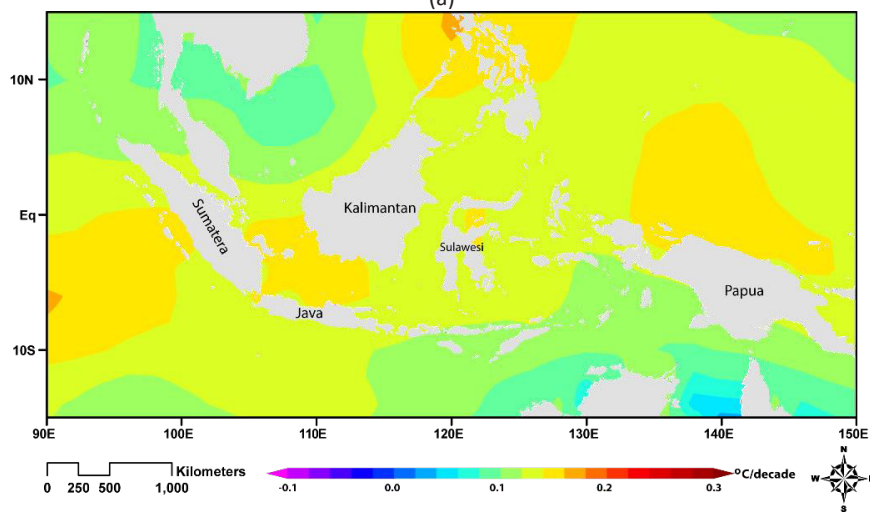 (a)
10N
Eq
10S
Sumatera
Kalimantan
Sulawesi
Java
Papua
90E 100E 110E 120E 130E 140E 150E
Kilometers
0 250 500 1,000
°C/decade
-0.1 0.0 0.1 0.2 0.3
N
W E
S